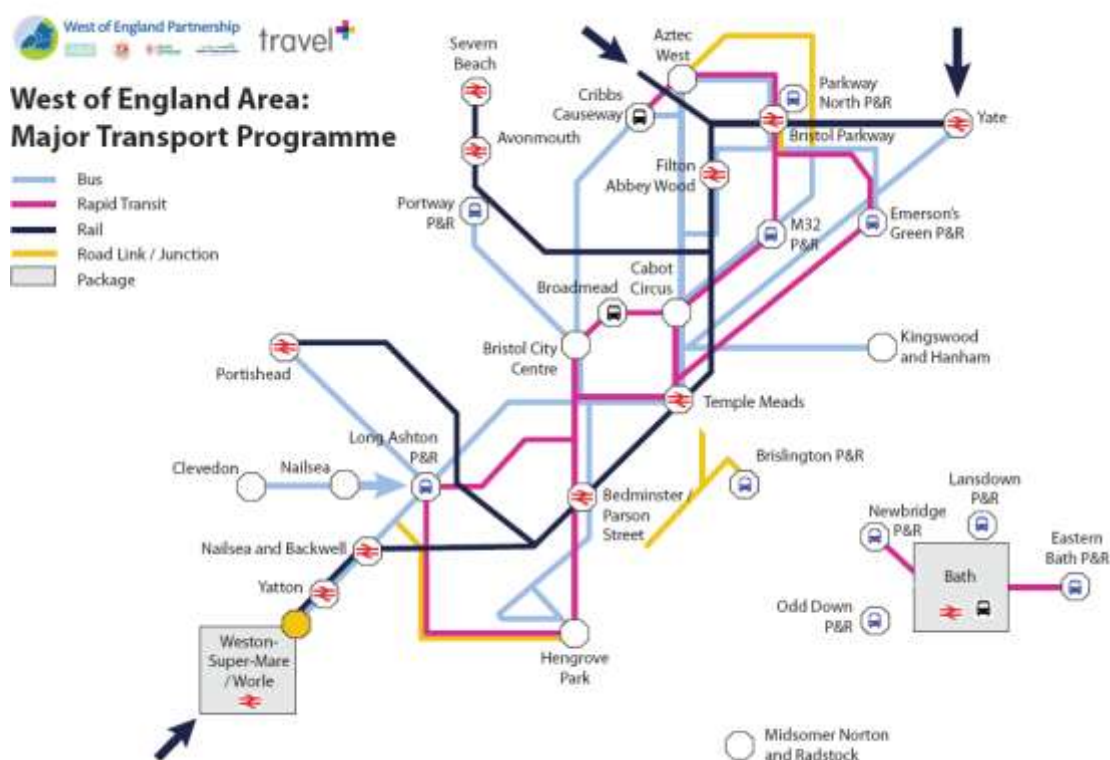 West of England Partnership
travel+
West of England Area:
Major Transport Programme
Bus
Rapid Transit
Rail
Road Link / Junction
Package
Severn
Beach
Avonmouth
Portway
P&R
Aztec
West
Cribbs
Causeway
Parkway
North P&R
Bristol Parkway
Yate
Filton
Abbey Wood
M32
P&R
Emerson's
Green P&R
Cabot
Circus
Broadmead
Bristol City
Centre
Kingswood
and Hanham
Portishead
Temple Meads
Long Ashton
P&R
Clevedon
Nailsea
Brislington P&R
Bedminster /
Parson
Street
Nailsea and Backwell
Yatton
Weston-
Super-Mare
/ Worle
Hengrove
Park
Lansdown
P&R
Newbridge
P&R
Eastern
Bath P&R
Bath
Odd Down
P&R
Midsomer Norton
and Radstock